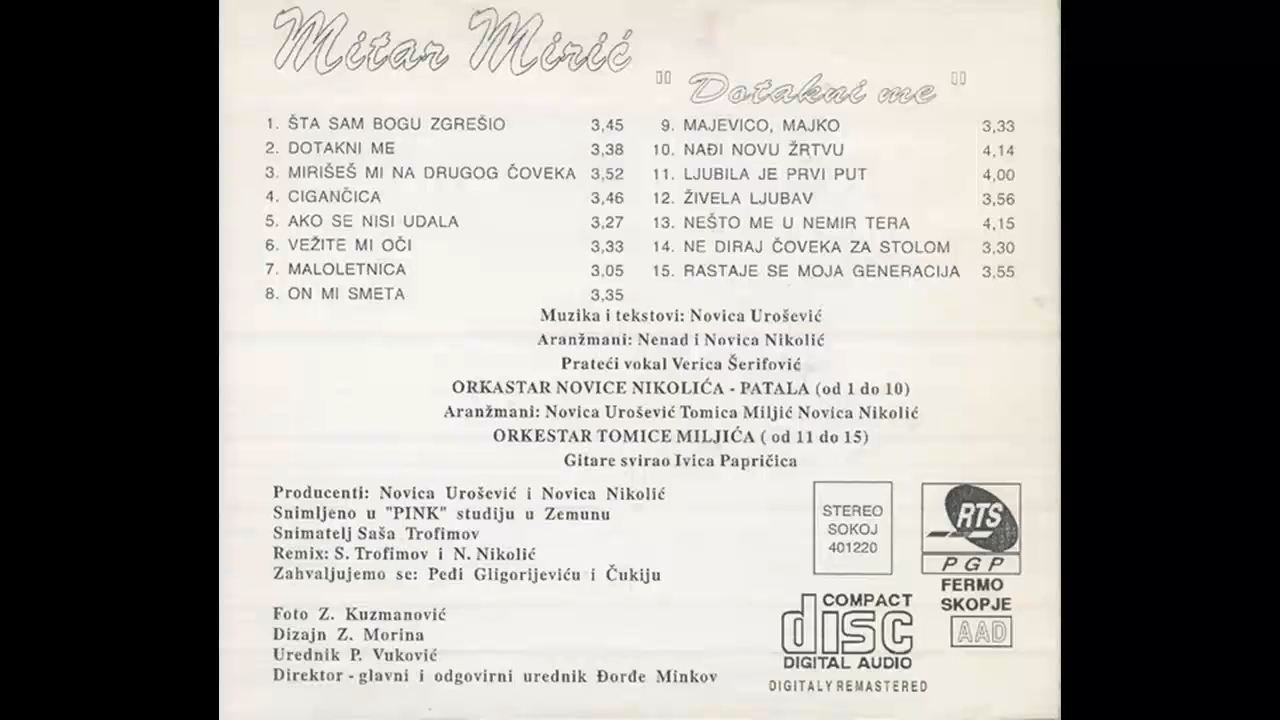 Mitar Mirić
" Dotakni me "
1. ŠTA SAM BOGU ZGREŠIO 3,45
2. DOTAKNI ME 3,38
3. MIRIŠEŠ MI NA DRUGOG ČOVEKA 3,52
4. CIGANČICA 3,46
5. AKO SE NISI UDALA 3,27
6. VEŽITE MI OČI 3,33
7. MALOLETNICA 3,05
8. ON MI SMETA 3,35
9. MAJEVICO, MAJKO 3,33
10. NAĐI NOVU ŽRTVU 4,14
11. LJUBILA JE PRVI PUT 4,00
12. ŽIVELA LJUBAV 3,56
13. NEŠTO ME U NEMIR TERA 4,15
14. NE DIRAJ ČOVEKA ZA STOLOM 3,30
15. RASTAJE SE MOJA GENERACIJA 3,55
Muzika i tekstovi: Novica Urošević
Aranžmani: Nenad i Novica Nikolić
Prateći vokal Verica Šerifović
ORKASTAR NOVICE NIKOLIĆA - PATALA (od 1 do 10)
Aranžmani: Novica Urošević Tomica Miljić Novica Nikolić
ORKESTAR TOMICE MILJIĆA ( od 11 do 15)
Gitare svirao Ivica Papričica
Producenti: Novica Urošević i Novica Nikolić
Snimljeno u "PINK" studiju u Zemunu
Snimatelj Saša Trofimov
Remix: S. Trofimov i N. Nikolić
Zahvaljujemo se: Peđi Gligorijeviću i Čukiju
Foto Z. Kuzmanović
Dizajn Z. Morina
Urednik P. Vuković
Direktor - glavni i odgovirni urednik Đorđe Minkov
STEREO
SOKOJ
401220
RTS
PGP
FERMO
SKOPJE
AAD
COMPACT
disc
DIGITAL AUDIO
DIGITALY REMASTERED